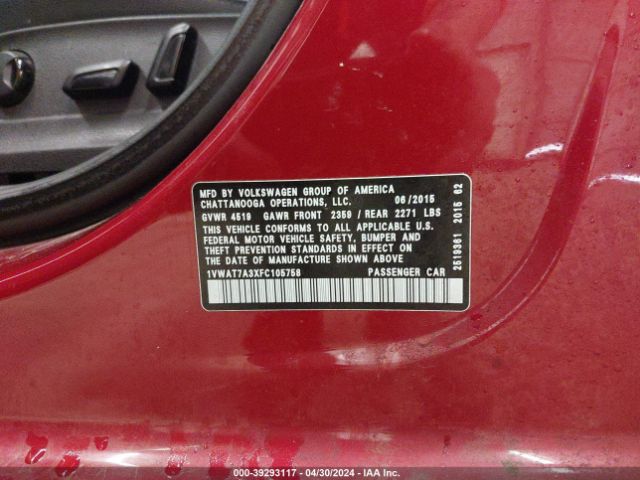 MFD BY VOLKSWAGEN GROUP OF AMERICA
CHATTANOOGA OPERATIONS, LLC. 06/2015
GVWR 4519 GAWR FRONT 2359 / REAR 2271 LBS
THIS VEHICLE CONFORMS TO ALL APPLICABLE U.S.
FEDERAL MOTOR VEHICLE SAFETY, BUMPER AND
THEFT PREVENTION STANDARDS IN EFFECT ON
THE DATE OF MANUFACTURE SHOWN ABOVE
1VWAT7A3XFC105758 PASSENGER CAR
2519361 2015 62
000-39293117 | 04/30/2024 | IAA Inc.